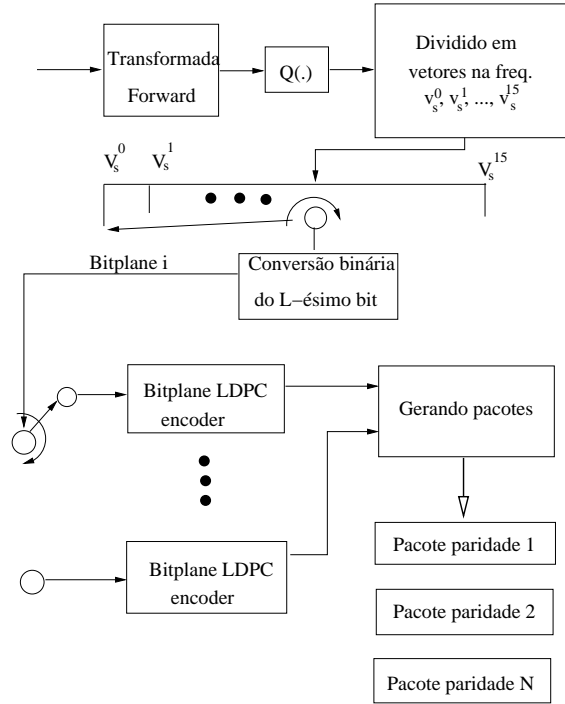 Transformada
Forward
Q(.)
Dividido em
vetores na freq.
v_s^0, v_s^1, ..., v_s^15
V_s^0
V_s^1
V_s^15
Bitplane i
Conversão binária
do L−ésimo bit
Bitplane LDPC
encoder
Gerando pacotes
Pacote paridade 1
Bitplane LDPC
encoder
Pacote paridade 2
Pacote paridade N